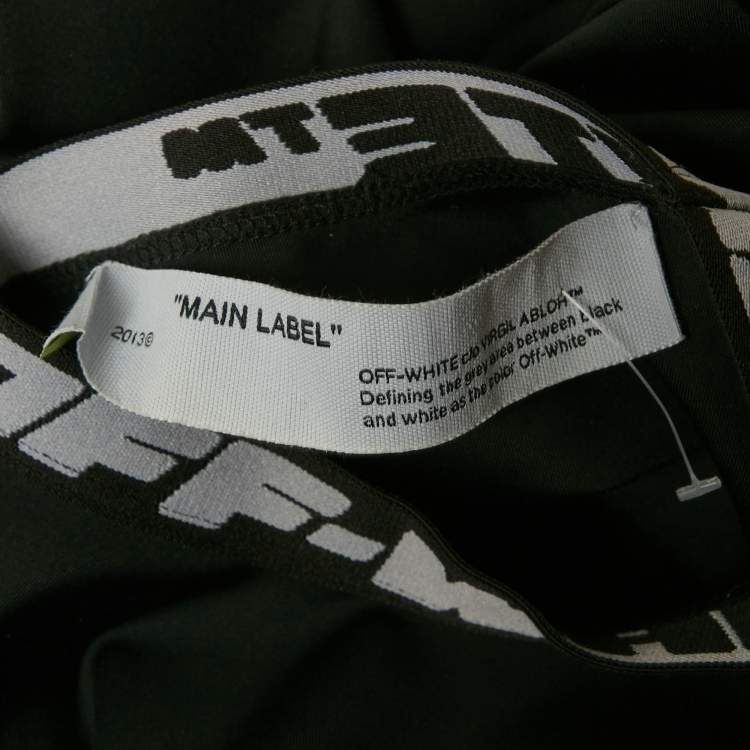 "MAIN LABEL"
2013©
OFF-WHITE c/o VIRGIL ABLOH™
Defining the grey area between black
and white as the color Off-White™
OFF-W